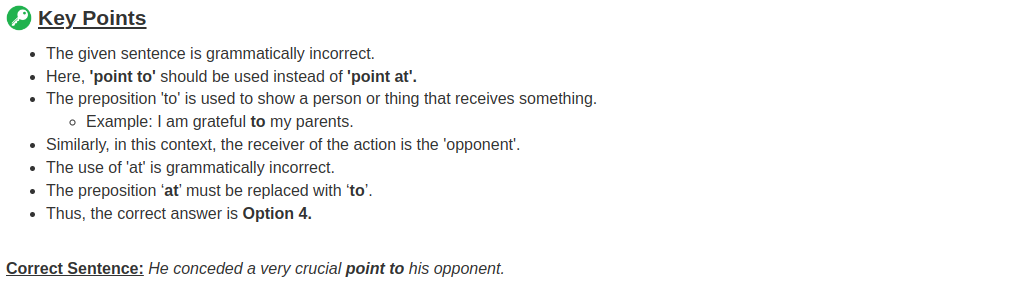 Key Points
The given sentence is grammatically incorrect.
Here, 'point to' should be used instead of 'point at'.
The preposition 'to' is used to show a person or thing that receives something.
Example: I am grateful to my parents.
Similarly, in this context, the receiver of the action is the 'opponent'.
The use of 'at' is grammatically incorrect.
The preposition ‘at’ must be replaced with ‘to’.
Thus, the correct answer is Option 4.
Correct Sentence: He conceded a very crucial point to his opponent.